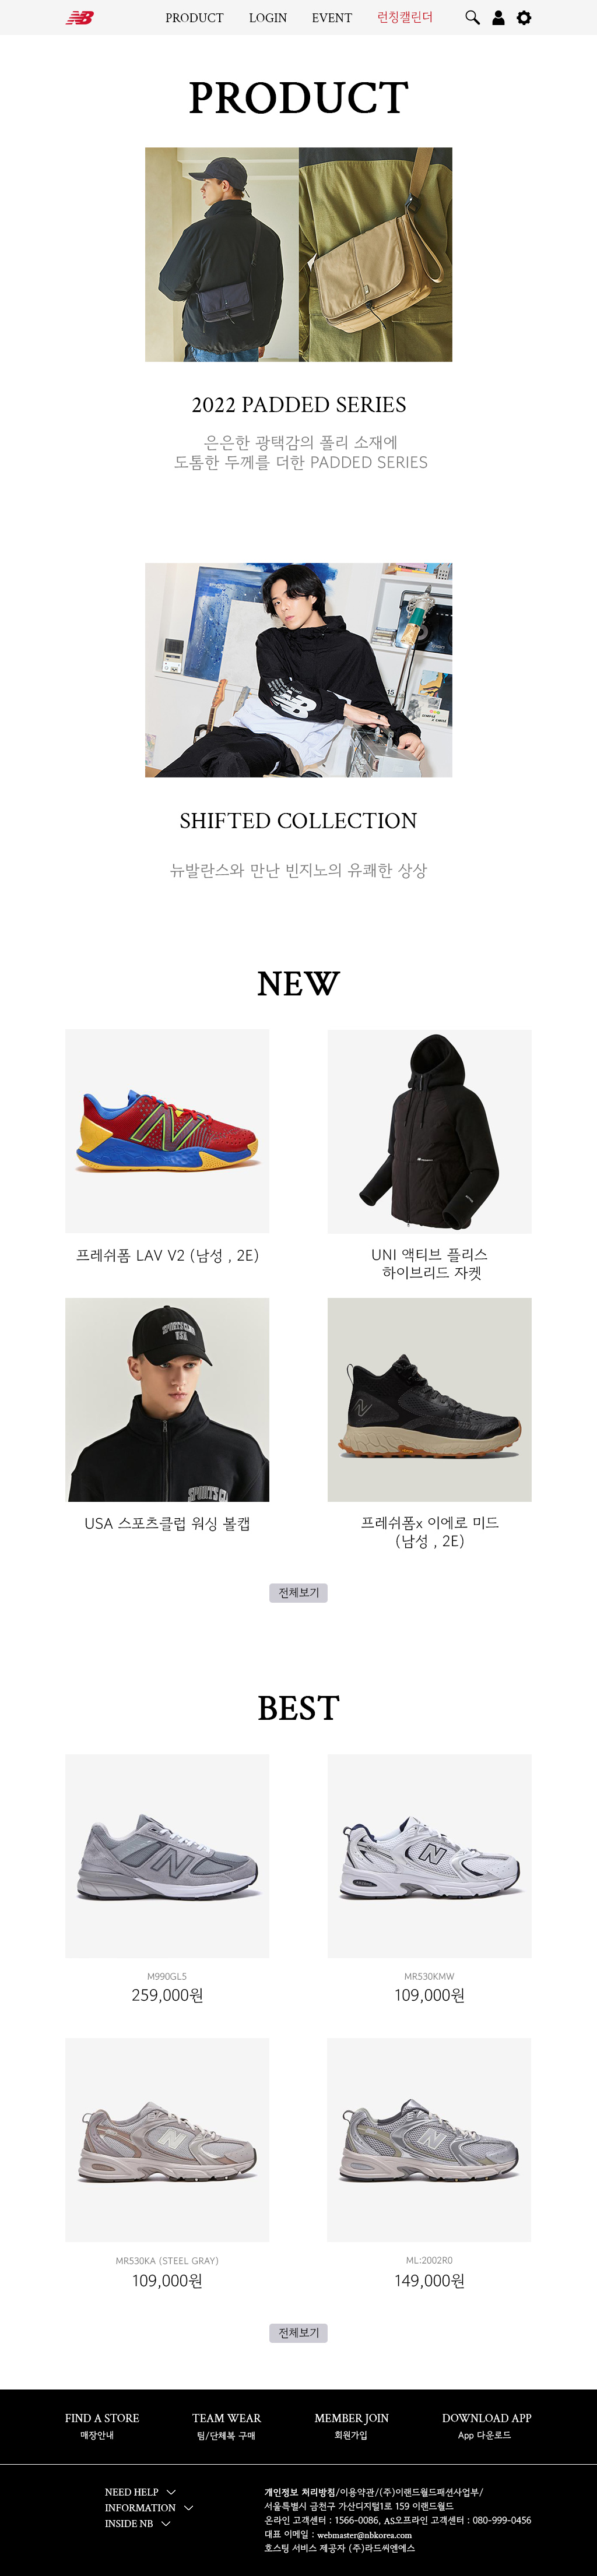 NB
PRODUCT LOGIN EVENT 런칭캘린더
PRODUCT
2022 PADDED SERIES
은은한 광택감의 폴리 소재에
도톰한 두께를 더한 PADDED SERIES
SHIFTED COLLECTION
뉴발란스와 만난 빈지노의 유쾌한 상상
NEW
프레쉬폼 LAV V2 (남성 , 2E)
UNI 액티브 플리스
하이브리드 자켓
SPORTS CLUB
USA
SPORTS CL
USA 스포츠클럽 워싱 볼캡
프레쉬폼x 이에로 미드
(남성 , 2E)
전체보기
BEST
M990GL5
259,000원
MR530KMW
109,000원
MR530KA (STEEL GRAY)
109,000원
ML:2002R0
149,000원
전체보기
FIND A STORE
매장안내
TEAM WEAR
팀/단체복 구매
MEMBER JOIN
회원가입
DOWNLOAD APP
App 다운로드
NEED HELP
INFORMATION
INSIDE NB
개인정보 처리방침/이용약관/(주)이랜드월드패션사업부/
서울특별시 금천구 가산디지털1로 159 이랜드월드
온라인 고객센터 : 1566-0086, AS오프라인 고객센터 : 080-999-0456
대표 이메일 : webmaster@nbkorea.com
호스팅 서비스 제공자 (주)라드씨엔에스